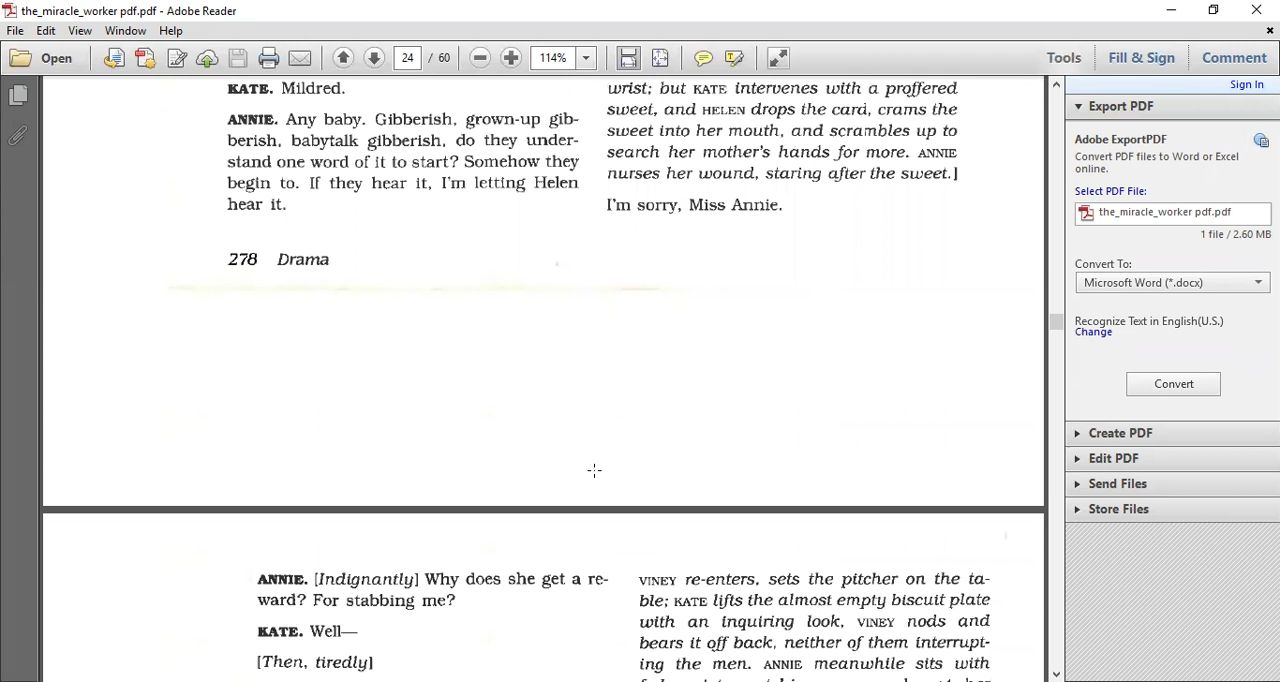 the_miracle_worker pdf.pdf - Adobe Reader
File Edit View Window Help
Open 24 / 60 114% Tools Fill & Sign Comment
Sign In
KATE. Mildred.
ANNIE. Any baby. Gibberish, grown-up gib-
berish, babytalk gibberish, do they under-
stand one word of it to start? Somehow they
begin to. If they hear it, I'm letting Helen
hear it.
278 Drama
wrist; but KATE intervenes with a proffered
sweet, and HELEN drops the card, crams the
sweet into her mouth, and scrambles up to
search her mother's hands for more. ANNIE
nurses her wound, staring after the sweet.]
I'm sorry, Miss Annie.
ANNIE. [Indignantly] Why does she get a re-
ward? For stabbing me?
KATE. Well—
[Then, tiredly]
VINEY re-enters, sets the pitcher on the ta-
ble; KATE lifts the almost empty biscuit plate
with an inquiring look, VINEY nods and
bears it off back, neither of them interrupt-
ing the men. ANNIE meanwhile sits with
Export PDF
Adobe ExportPDF
Convert PDF files to Word or Excel
online.
Select PDF File:
the_miracle_worker pdf.pdf
1 file / 2.60 MB
Convert To:
Microsoft Word (*.docx)
Recognize Text in English(U.S.)
Change
Convert
Create PDF
Edit PDF
Send Files
Store Files